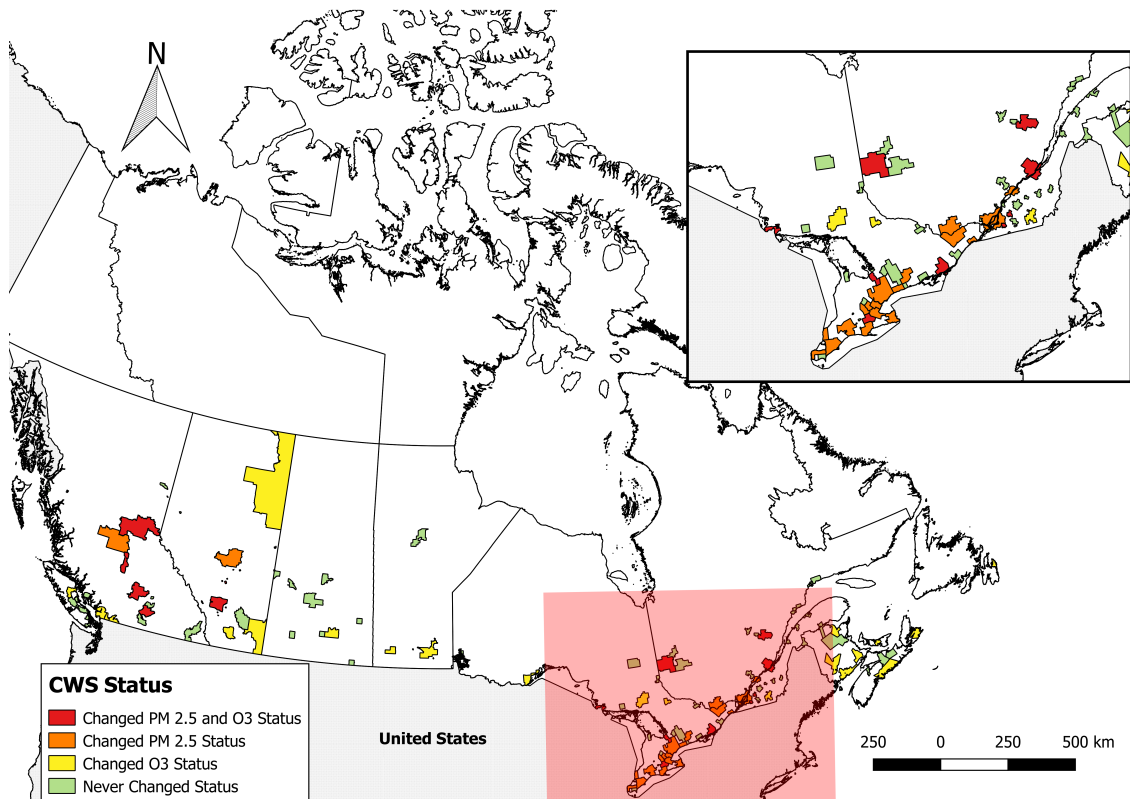 N
CWS Status
Changed PM 2.5 and O3 Status
Changed PM 2.5 Status
Changed O3 Status
Never Changed Status
United States
250 0 250 500 km